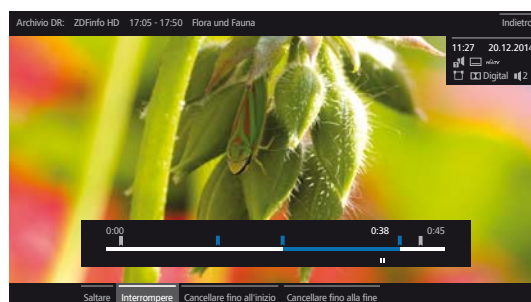 Archivio DR: ZDFinfo HD 17:05 - 17:50 Flora und Fauna Indietro
11:27 20.12.2014
Digital 2
0:00 0:38 0:45
Saltare Interrompere Cancellare fino all'inizio Cancellare fino alla fine